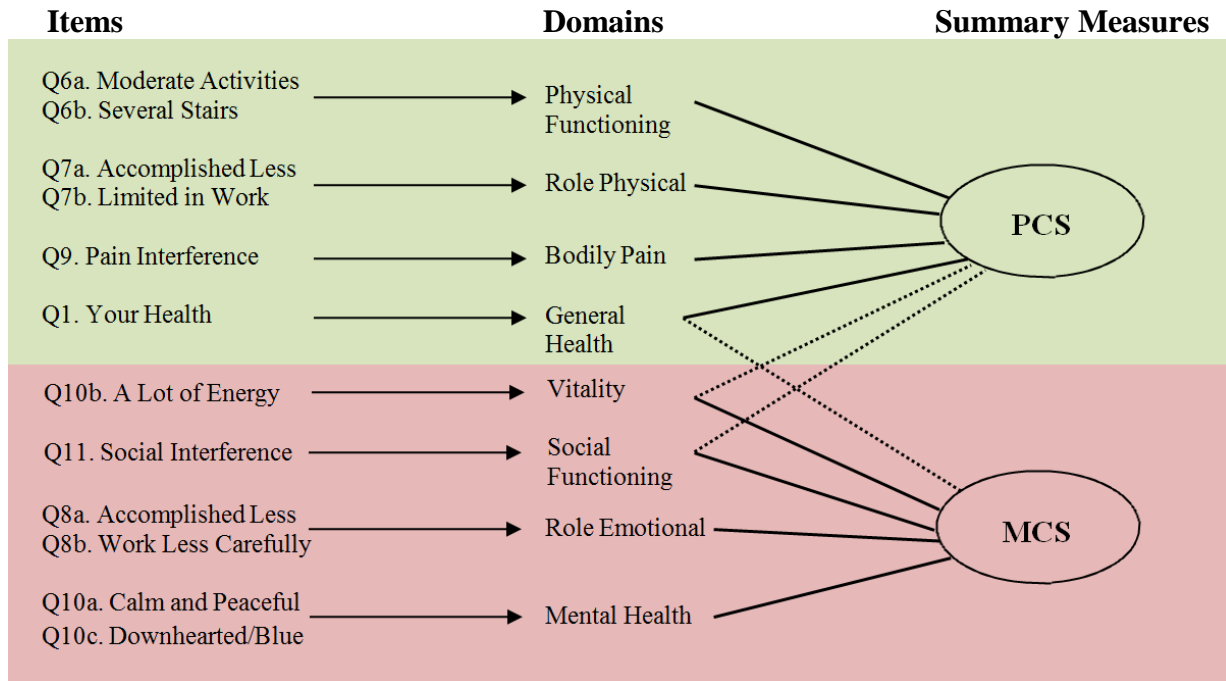 Items Domains Summary Measures
Q6a. Moderate Activities
Q6b. Several Stairs
Physical
Functioning
Q7a. Accomplished Less
Q7b. Limited in Work
Role Physical
PCS
Q9. Pain Interference
Bodily Pain
Q1. Your Health
General
Health
Q10b. A Lot of Energy
Vitality
Q11. Social Interference
Social
Functioning
Q8a. Accomplished Less
Q8b. Work Less Carefully
Role Emotional
MCS
Q10a. Calm and Peaceful
Q10c. Downhearted/Blue
Mental Health